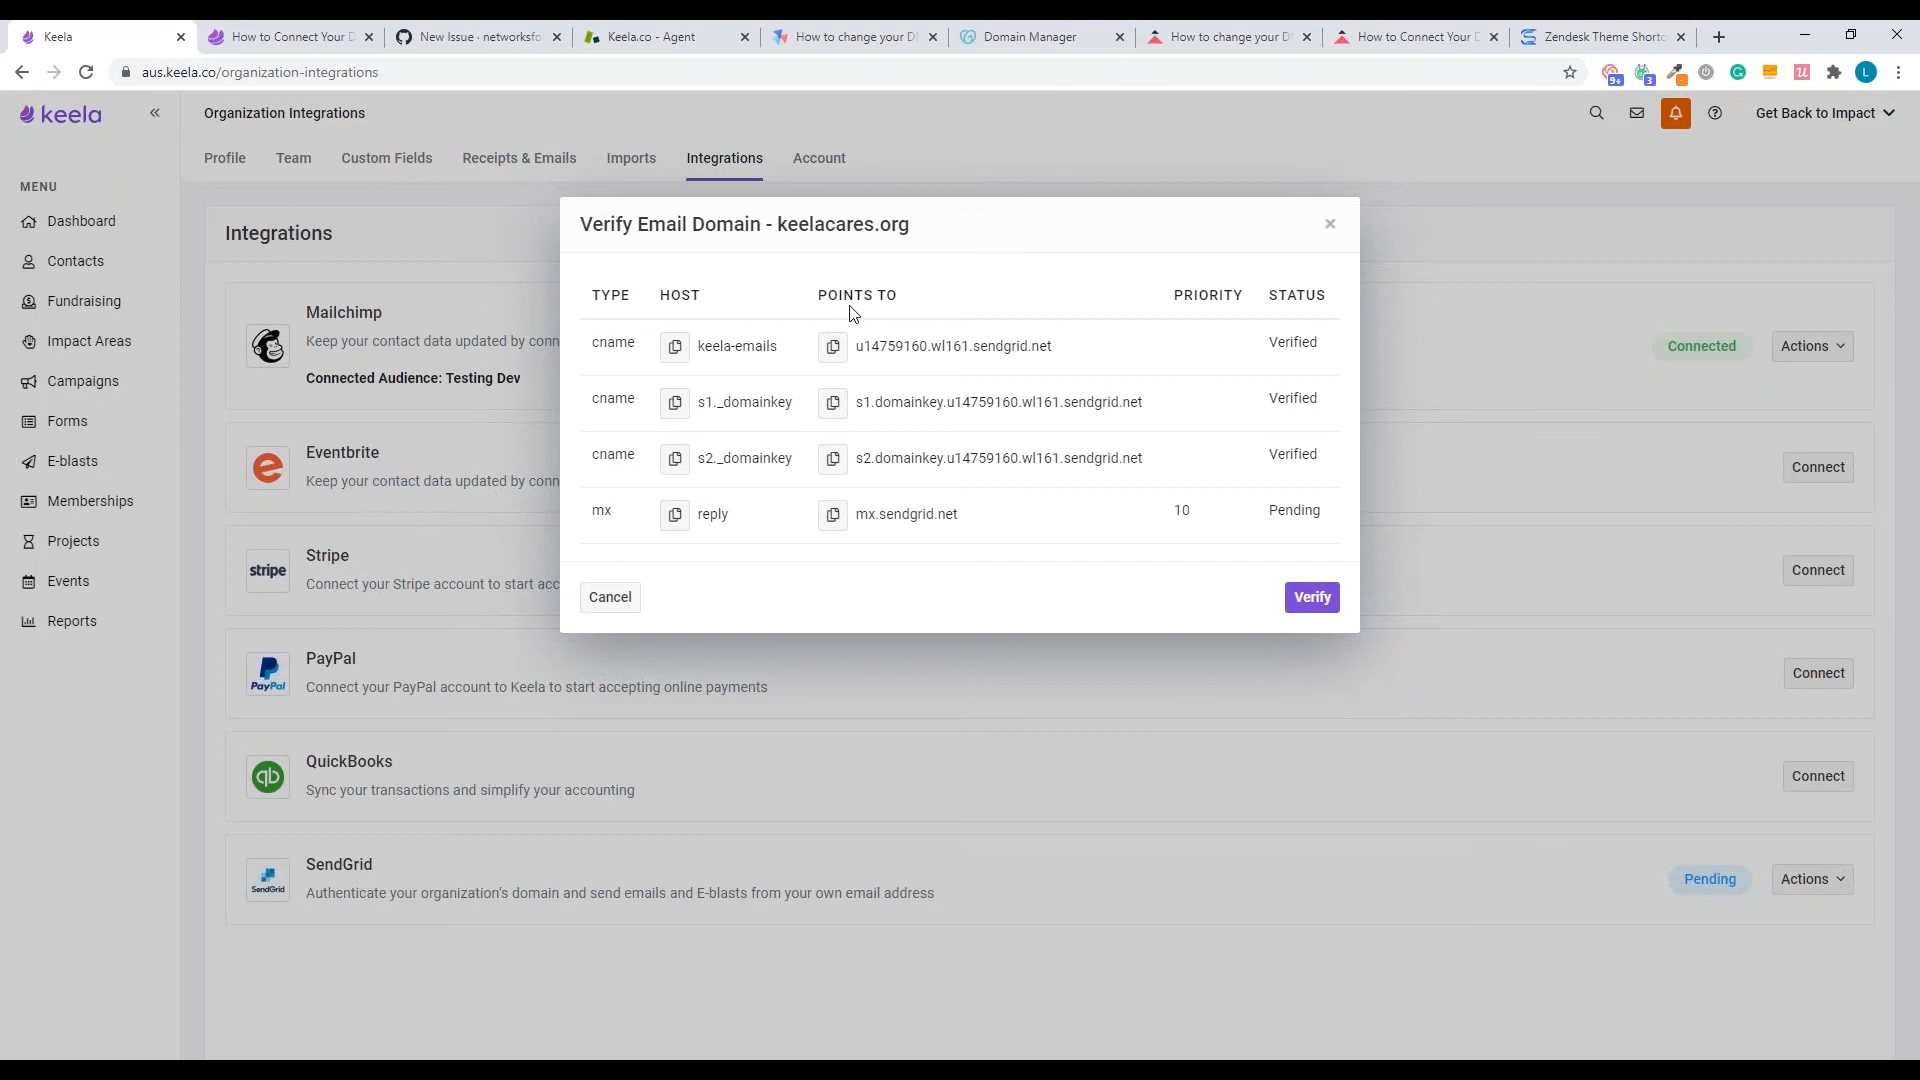 Keela
How to Connect Your D
New Issue · networksfo
Keela.co - Agent
How to change your DN
Domain Manager
How to change your DN
How to Connect Your D
Zendesk Theme Shortc
aus.keela.co/organization-integrations
9+
3
L
keela
Organization Integrations
Get Back to Impact
Profile
Team
Custom Fields
Receipts & Emails
Imports
Integrations
Account
MENU
Dashboard
Contacts
Fundraising
Impact Areas
Campaigns
Forms
E-blasts
Memberships
Projects
Events
Reports
Integrations
Mailchimp
Keep your contact data updated by conn
Connected Audience: Testing Dev
Connected
Actions
Eventbrite
Keep your contact data updated by conn
Connect
stripe
Stripe
Connect your Stripe account to start acc
Connect
PayPal
PayPal
Connect your PayPal account to Keela to start accepting online payments
Connect
qb
QuickBooks
Sync your transactions and simplify your accounting
Connect
SendGrid
SendGrid
Authenticate your organization's domain and send emails and E-blasts from your own email address
Pending
Actions
Verify Email Domain - keelacares.org
TYPE HOST POINTS TO PRIORITY STATUS
cname keela-emails u14759160.wl161.sendgrid.net Verified
cname s1._domainkey s1.domainkey.u14759160.wl161.sendgrid.net Verified
cname s2._domainkey s2.domainkey.u14759160.wl161.sendgrid.net Verified
mx reply mx.sendgrid.net 10 Pending
Cancel
Verify